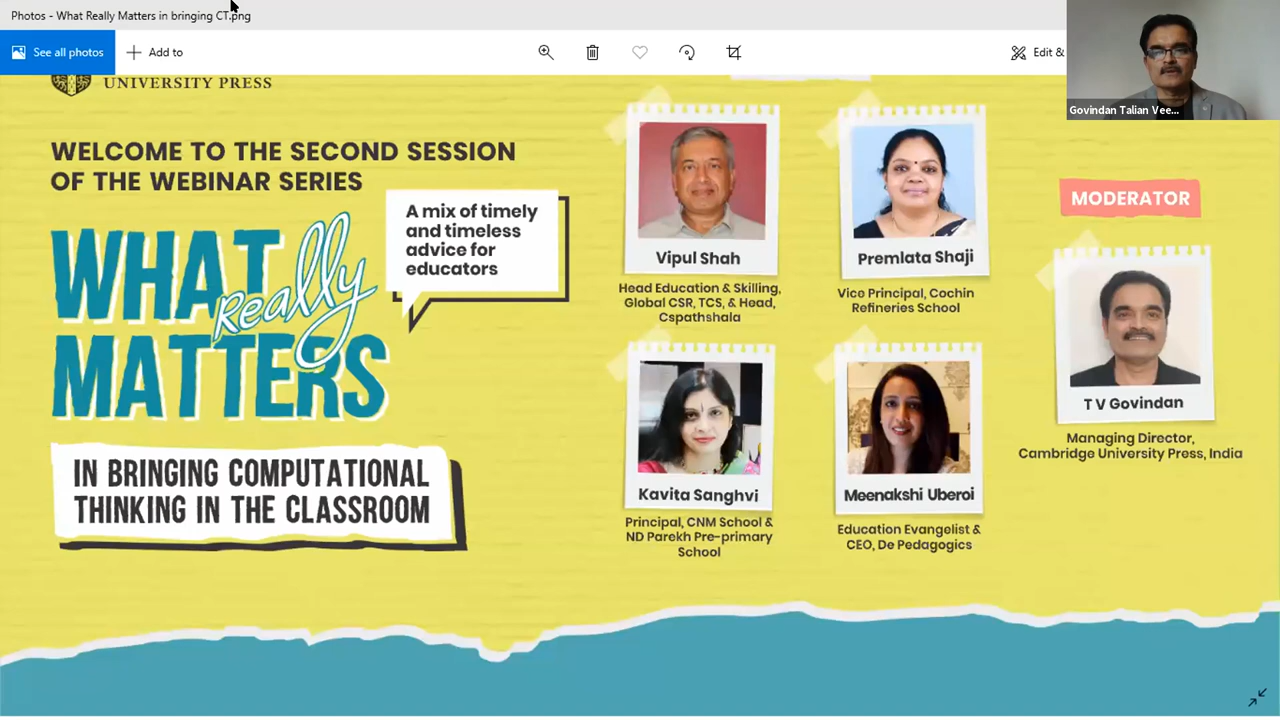 Photos - What Really Matters in bringing CT.png
See all photos
Add to
Edit &
Govindan Talian Vee...
UNIVERSITY PRESS
WELCOME TO THE SECOND SESSION
OF THE WEBINAR SERIES
A mix of timely
and timeless
advice for
educators
WHAT
Really
MATTERS
IN BRINGING COMPUTATIONAL
THINKING IN THE CLASSROOM
Vipul Shah
Head Education & Skilling,
Global CSR, TCS, & Head,
Cspathshala
Premlata Shaji
Vice Principal, Cochin
Refineries School
Kavita Sanghvi
Principal, CNM School &
ND Parekh Pre-primary
School
Meenakshi Uberoi
Education Evangelist &
CEO, De Pedagogics
MODERATOR
T V Govindan
Managing Director,
Cambridge University Press, India